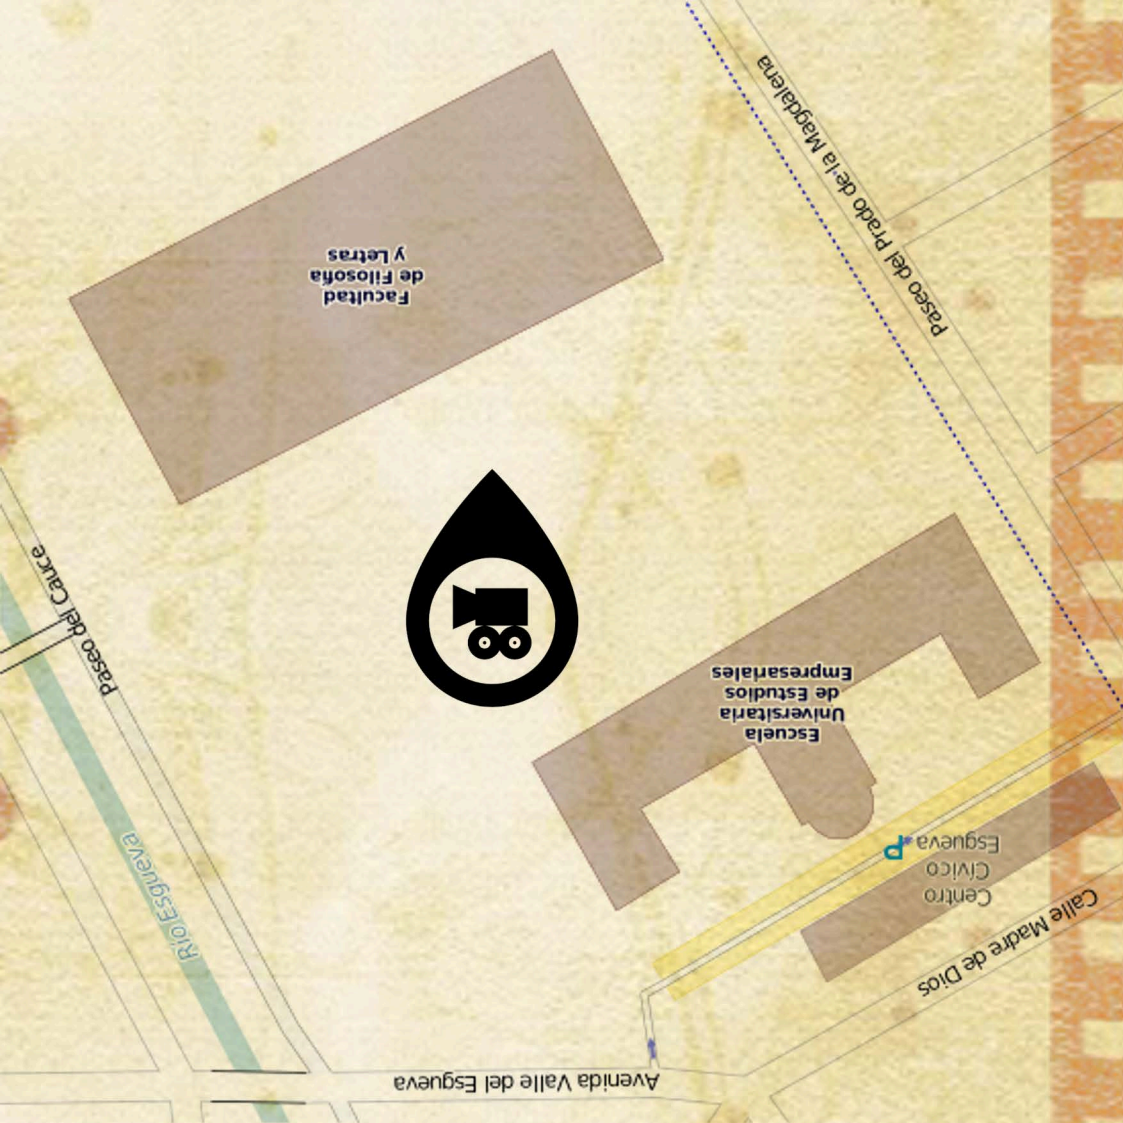 Avenida Valle del Esgueva
Calle Madre de Dios
Centro
Cívico
Esgueva
P
Río Esgueva
Escuela
Universitaria
de Estudios
Empresariales
Paseo del Cauce
Facultad
de Filosofia
y Letras
Paseo del Prado de la Magdalena